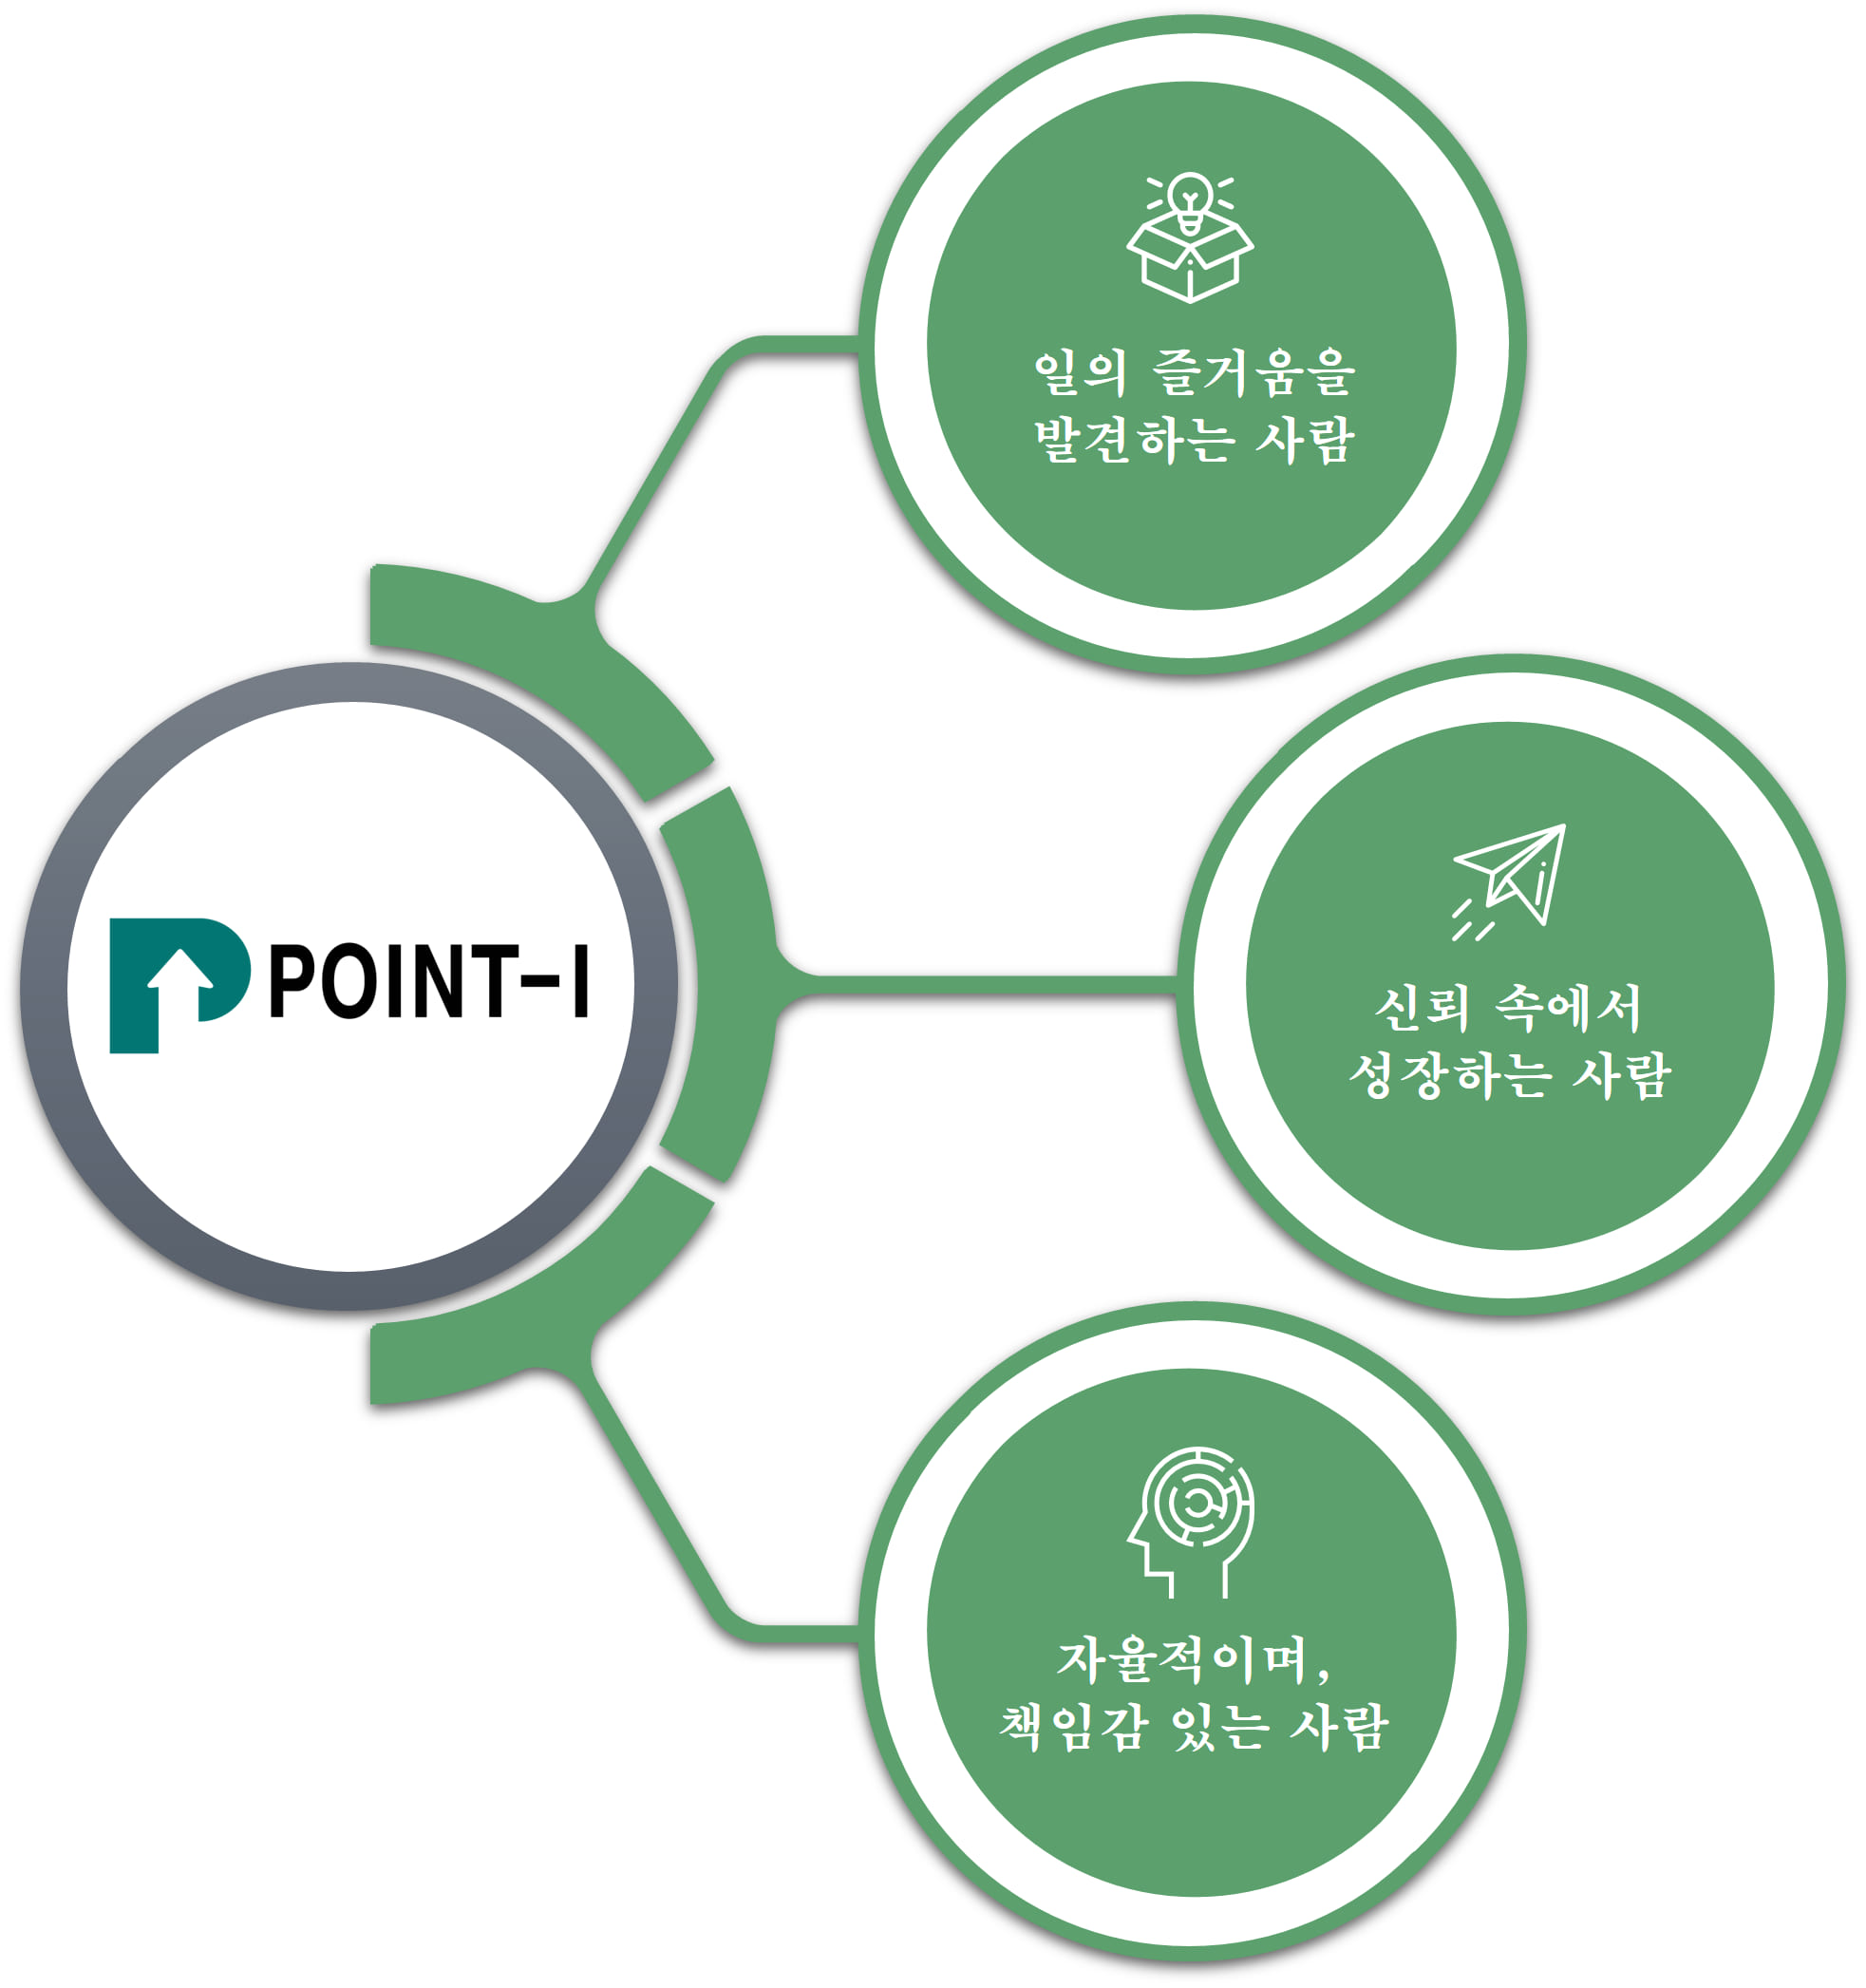 일의 즐거움을
발견하는 사람
POINT-I
신뢰 속에서
성장하는 사람
자율적이며,
책임감 있는 사람